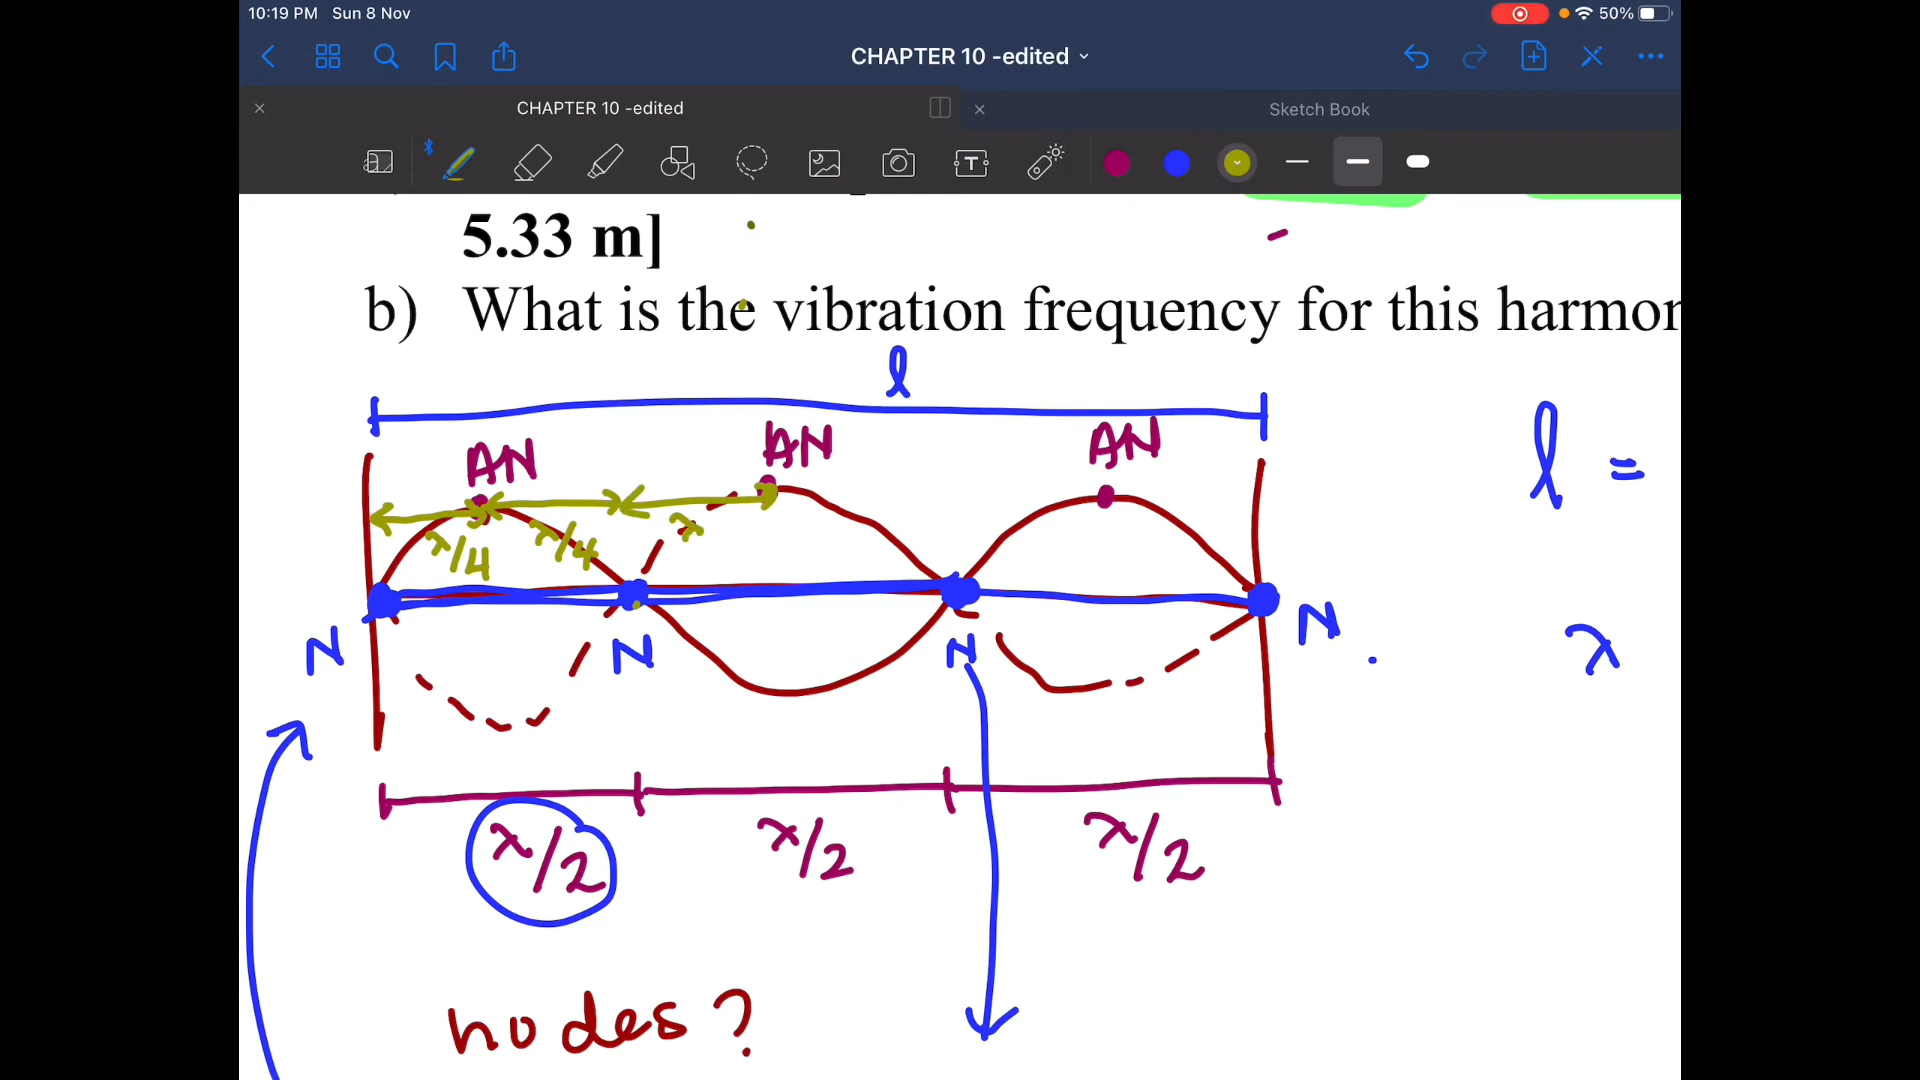 10:19 PM Sun 8 Nov 50%
CHAPTER 10 -edited
CHAPTER 10 -edited
Sketch Book
5.33 m]
b) What is the vibration frequency for this harmon
l
l =
AN AN AN
λ/4 λ/4 λ
N N N N
λ
λ/2 λ/2 λ/2
nodes?